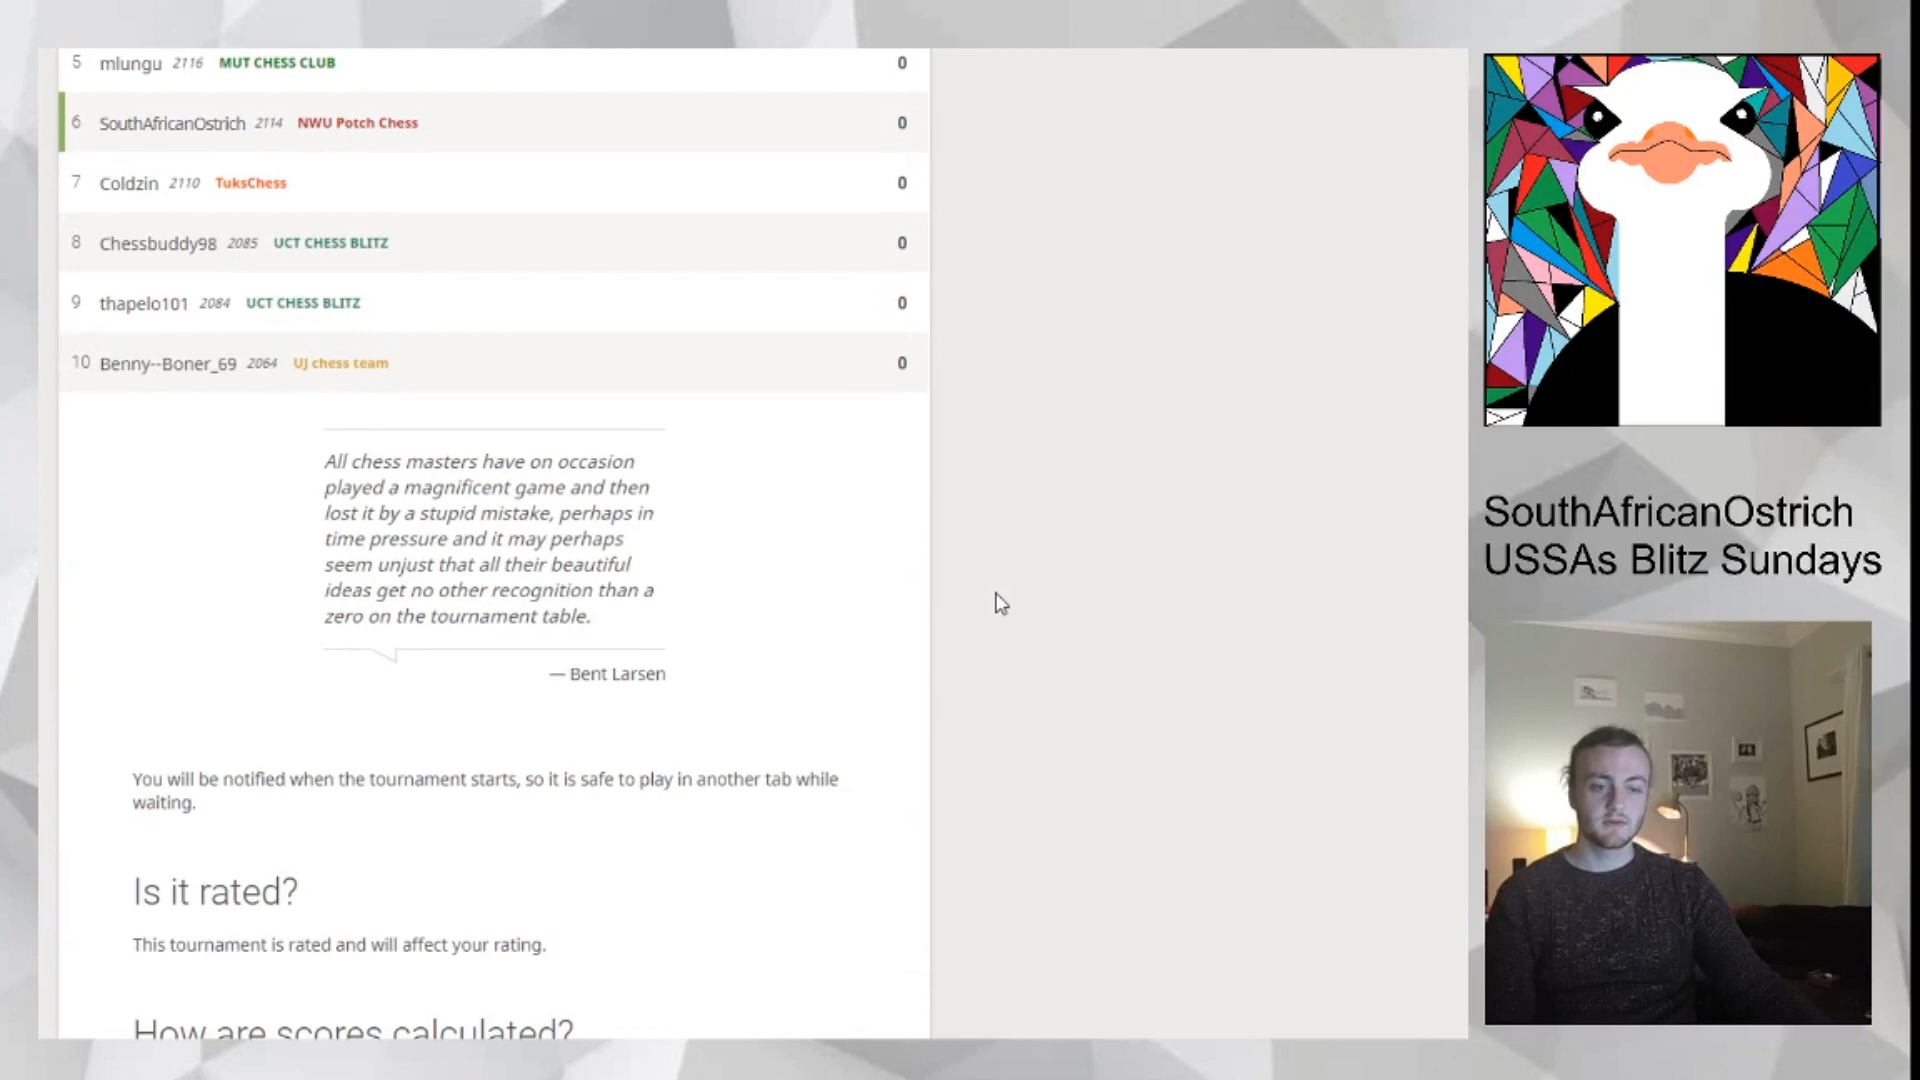 5 mlungu 2116 MUT CHESS CLUB 0
6 SouthAfricanOstrich 2114 NWU Potch Chess 0
7 Coldzin 2110 TuksChess 0
8 Chessbuddy98 2085 UCT CHESS BLITZ 0
9 thapelo101 2084 UCT CHESS BLITZ 0
10 Benny--Boner_69 2064 UJ chess team 0
All chess masters have on occasion
played a magnificent game and then
lost it by a stupid mistake, perhaps in
time pressure and it may perhaps
seem unjust that all their beautiful
ideas get no other recognition than a
zero on the tournament table.
— Bent Larsen
You will be notified when the tournament starts, so it is safe to play in another tab while
waiting.
Is it rated?
This tournament is rated and will affect your rating.
How are scores calculated?
SouthAfricanOstrich
USSAs Blitz Sundays